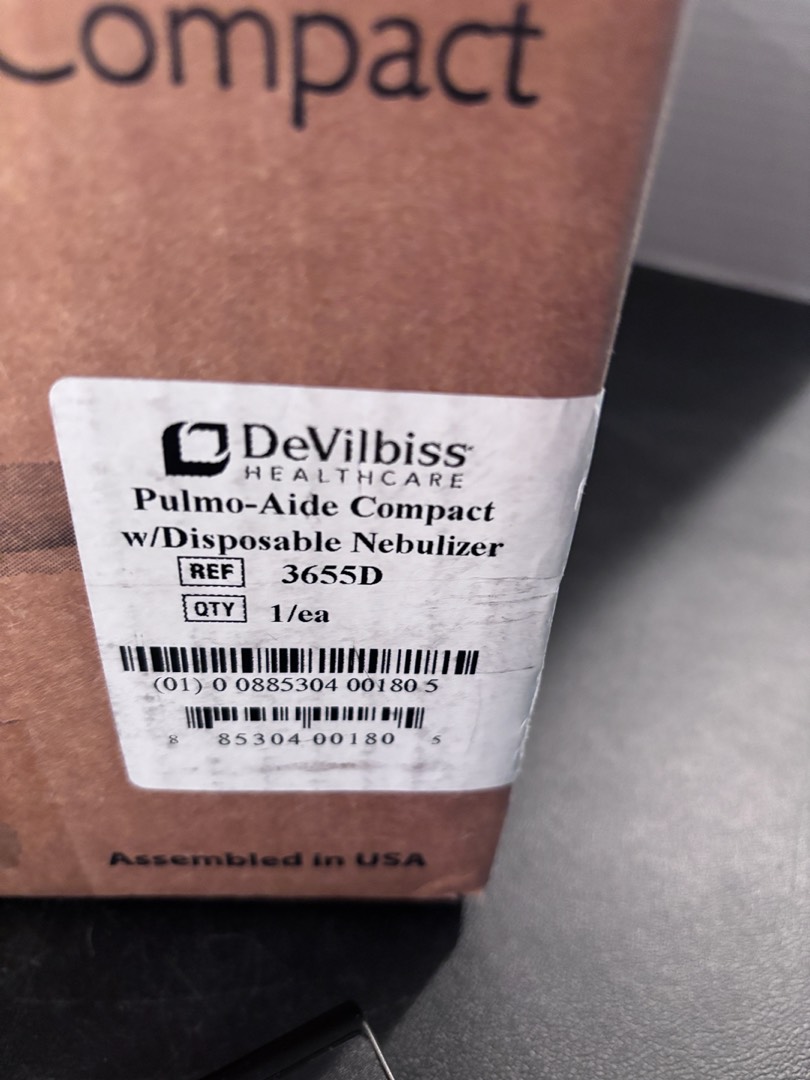 Compact
DeVilbiss
HEALTHCARE
Pulmo-Aide Compact
w/Disposable Nebulizer
REF 3655D
QTY 1/ea
(01) 0 0885304 00180 5
8 85304 00180 5
Assembled in USA